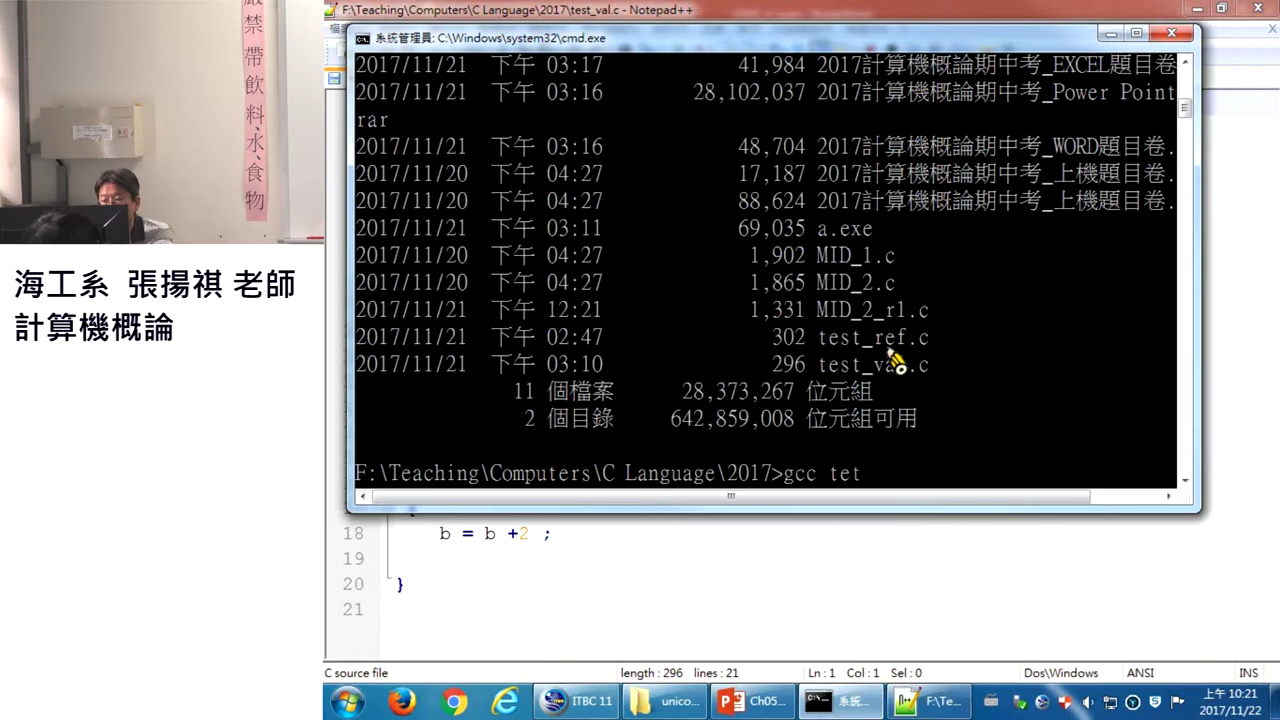 嚴禁帶飲料、水、食物
海工系 張揚祺 老師
計算機概論
F:\Teaching\Computers\C Language\2017\test_val.c - Notepad++
系統管理員: C:\Windows\system32\cmd.exe
2017/11/21 下午 03:17 41,984 2017計算機概論期中考_EXCEL題目卷
2017/11/21 下午 03:16 28,102,037 2017計算機概論期中考_Power Point
rar
2017/11/21 下午 03:16 48,704 2017計算機概論期中考_WORD題目卷.
2017/11/20 下午 04:27 17,187 2017計算機概論期中考_上機題目卷.
2017/11/20 下午 04:27 88,624 2017計算機概論期中考_上機題目卷.
2017/11/21 下午 03:11 69,035 a.exe
2017/11/20 下午 04:27 1,902 MID_1.c
2017/11/20 下午 04:27 1,865 MID_2.c
2017/11/21 下午 12:21 1,331 MID_2_r1.c
2017/11/21 下午 02:47 302 test_ref.c
2017/11/21 下午 03:10 296 test_val.c
11 個檔案 28,373,267 位元組
2 個目錄 642,859,008 位元組可用
F:\Teaching\Computers\C Language\2017>gcc tet
18 b = b +2 ;
19
20 }
21
C source file length : 296 lines : 21 Ln : 1 Col : 1 Sel : 0 Dos\Windows ANSI INS
ITBC 11 unico... Ch05... 系統... F:\Te... 上午 10:21
2017/11/22